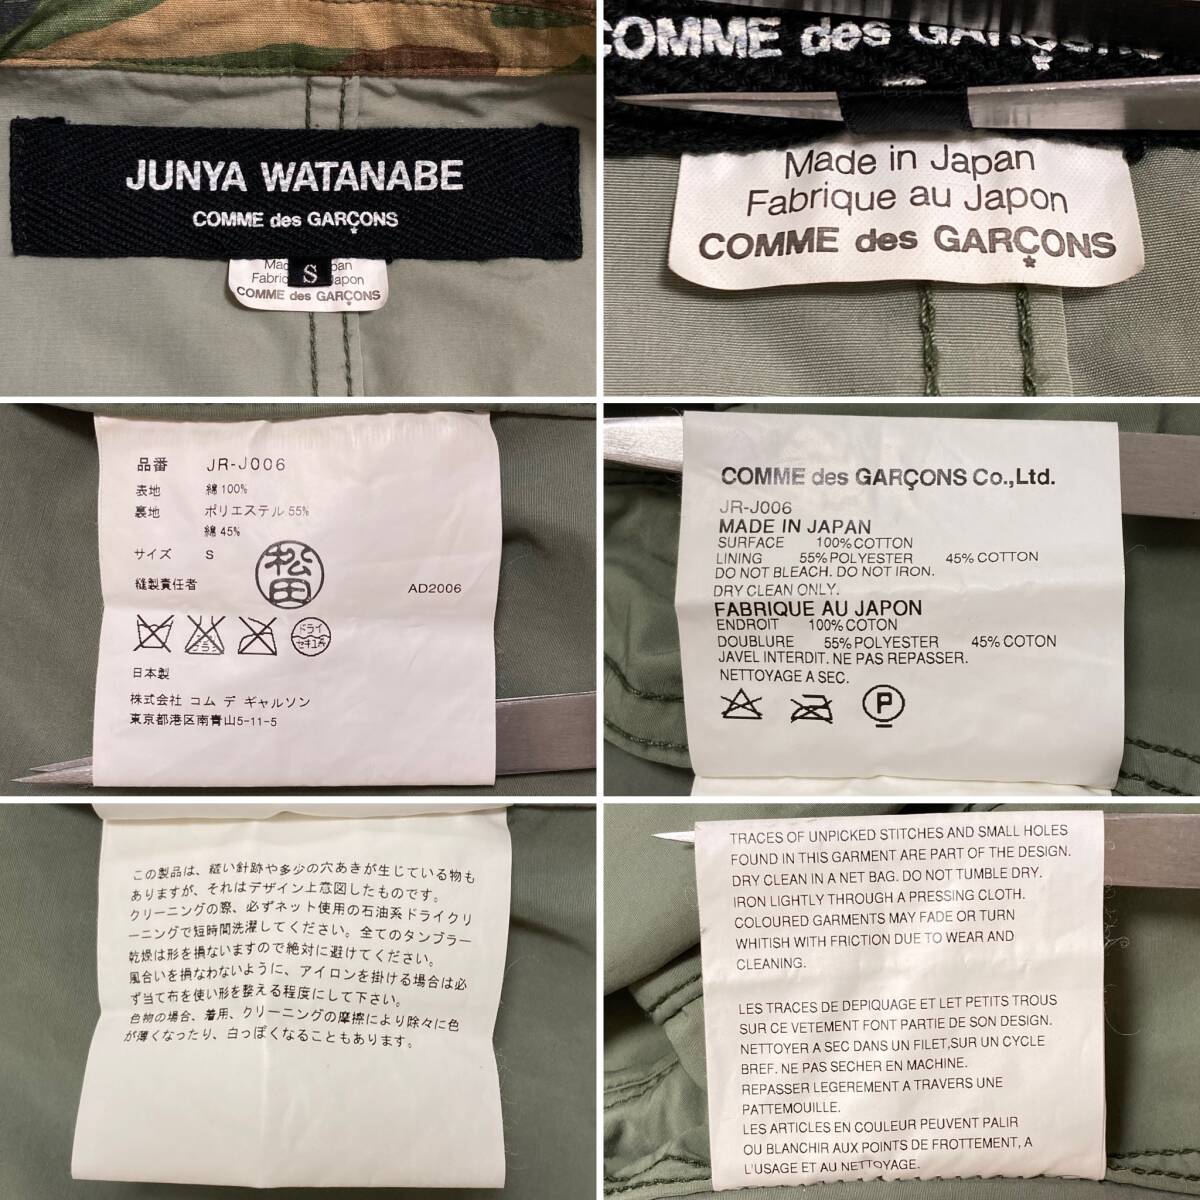 JUNYA WATANABE
COMME des GARÇONS
S
COMME des GARÇONS
COMME des GARÇONS
Made in Japan
Fabrique au Japon
COMME des GARÇONS
品番 JR-J006
表地 綿100%
裏地 ポリエステル 55%
綿 45%
サイズ S
縫製責任者
松田
AD2006
ドライ
セキユ系
日本製
株式会社 コム デ ギャルソン
東京都港区南青山5-11-5
COMME des GARÇONS Co.,Ltd.
JR-J006
MADE IN JAPAN
SURFACE 100%COTTON
LINING 55%POLYESTER 45%COTTON
DO NOT BLEACH. DO NOT IRON.
DRY CLEAN ONLY.
FABRIQUE AU JAPON
ENDROIT 100%COTON
DOUBLURE 55%POLYESTER 45%COTON
JAVEL INTERDIT. NE PAS REPASSER.
NETTOYAGE A SEC.
P
この製品は、縫い針跡や多少の穴あきが生じている物も
ありますが、それはデザイン上意図したものです。
クリーニングの際、必ずネット使用の石油系ドライクリ
ーニングで短時間洗濯してください。全てのタンブラー
乾燥は形を損ないますので絶対に避けてください。
風合いを損なわないように、アイロンを掛ける場合は必
ず当て布を使い形を整える程度にして下さい。
色物の場合、着用、クリーニングの摩擦により除々に色
が薄くなったり、白っぽくなることもあります。
TRACES OF UNPICKED STITCHES AND SMALL HOLES
FOUND IN THIS GARMENT ARE PART OF THE DESIGN.
DRY CLEAN IN A NET BAG. DO NOT TUMBLE DRY.
IRON LIGHTLY THROUGH A PRESSING CLOTH.
COLOURED GARMENTS MAY FADE OR TURN
WHITISH WITH FRICTION DUE TO WEAR AND
CLEANING.
LES TRACES DE DEPIQUAGE ET LET PETITS TROUS
SUR CE VETEMENT FONT PARTIE DE SON DESIGN.
NETTOYER A SEC DANS UN FILET,SUR UN CYCLE
BREF. NE PAS SECHER EN MACHINE.
REPASSER LEGEREMENT A TRAVERS UNE
PATTEMOUILLE.
LES ARTICLES EN COULEUR PEUVENT PALIR
OU BLANCHIR AUX POINTS DE FROTTEMENT, A
L'USAGE ET AU NETTOYAGE.